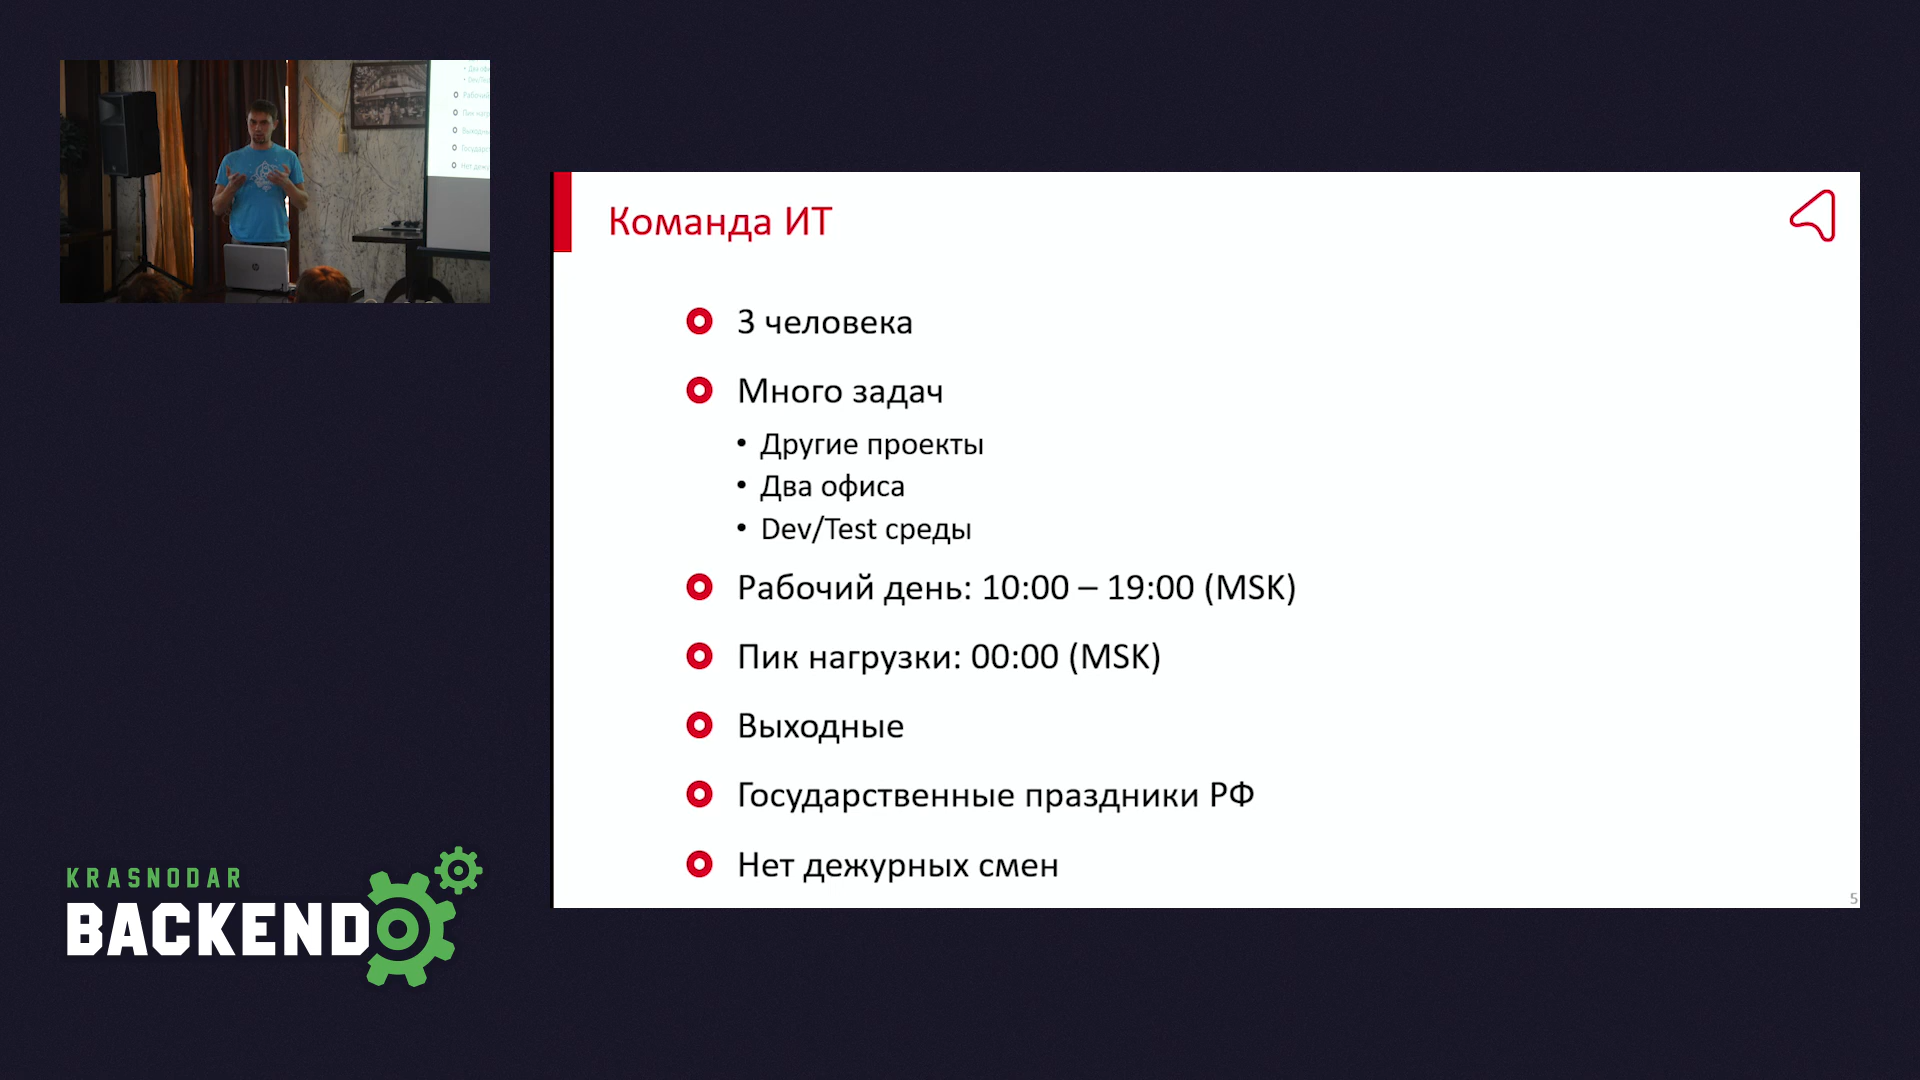 Команда ИТ
3 человека
Много задач
• Другие проекты
• Два офиса
• Dev/Test среды
Рабочий день: 10:00 – 19:00 (MSK)
Пик нагрузки: 00:00 (MSK)
Выходные
Государственные праздники РФ
Нет дежурных смен
5
KRASNODAR
BACKEND